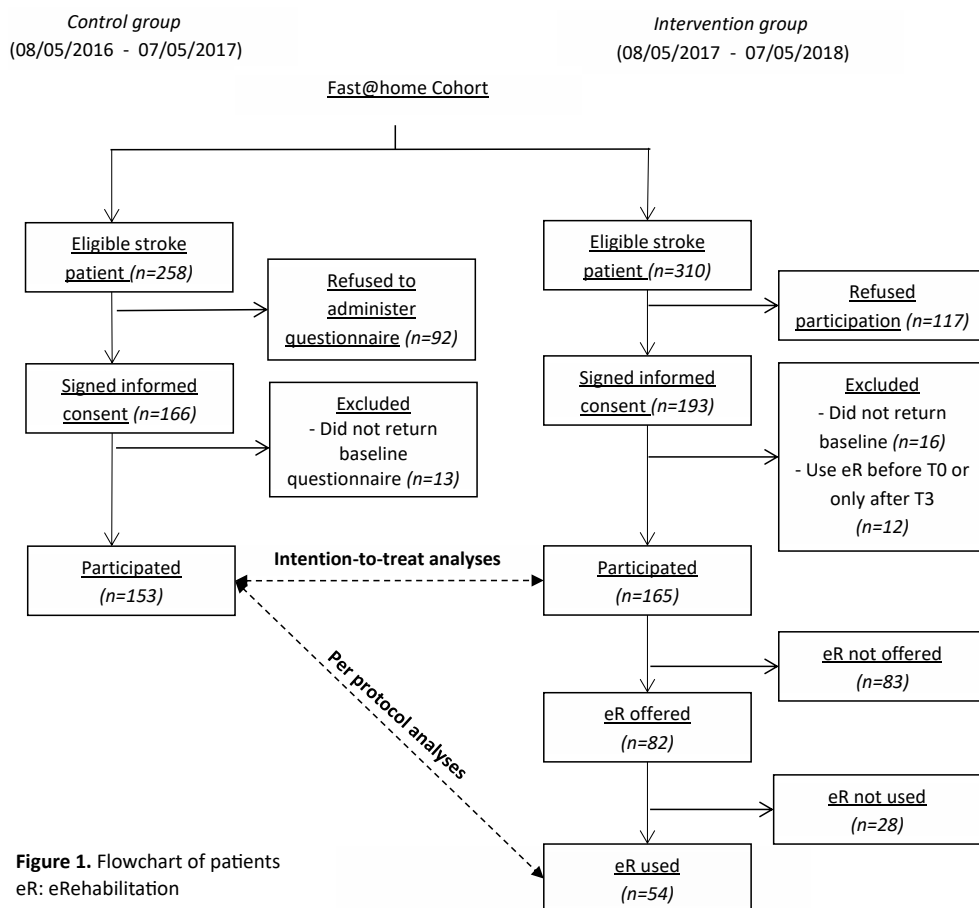 Control group
(08/05/2016 - 07/05/2017)
Intervention group
(08/05/2017 - 07/05/2018)
Fast@home Cohort
Eligible stroke
patient (n=258)
Refused to
administer
questionnaire (n=92)
Signed informed
consent (n=166)
Excluded
- Did not return
baseline
questionnaire (n=13)
Participated
(n=153)
Eligible stroke
patient (n=310)
Refused
participation (n=117)
Signed informed
consent (n=193)
Excluded
- Did not return
baseline (n=16)
- Use eR before T0 or
only after T3
(n=12)
Intention-to-treat analyses
Participated
(n=165)
Per protocol analyses
eR not offered
(n=83)
eR offered
(n=82)
eR not used
(n=28)
eR used
(n=54)
Figure 1. Flowchart of patients
eR: eRehabilitation